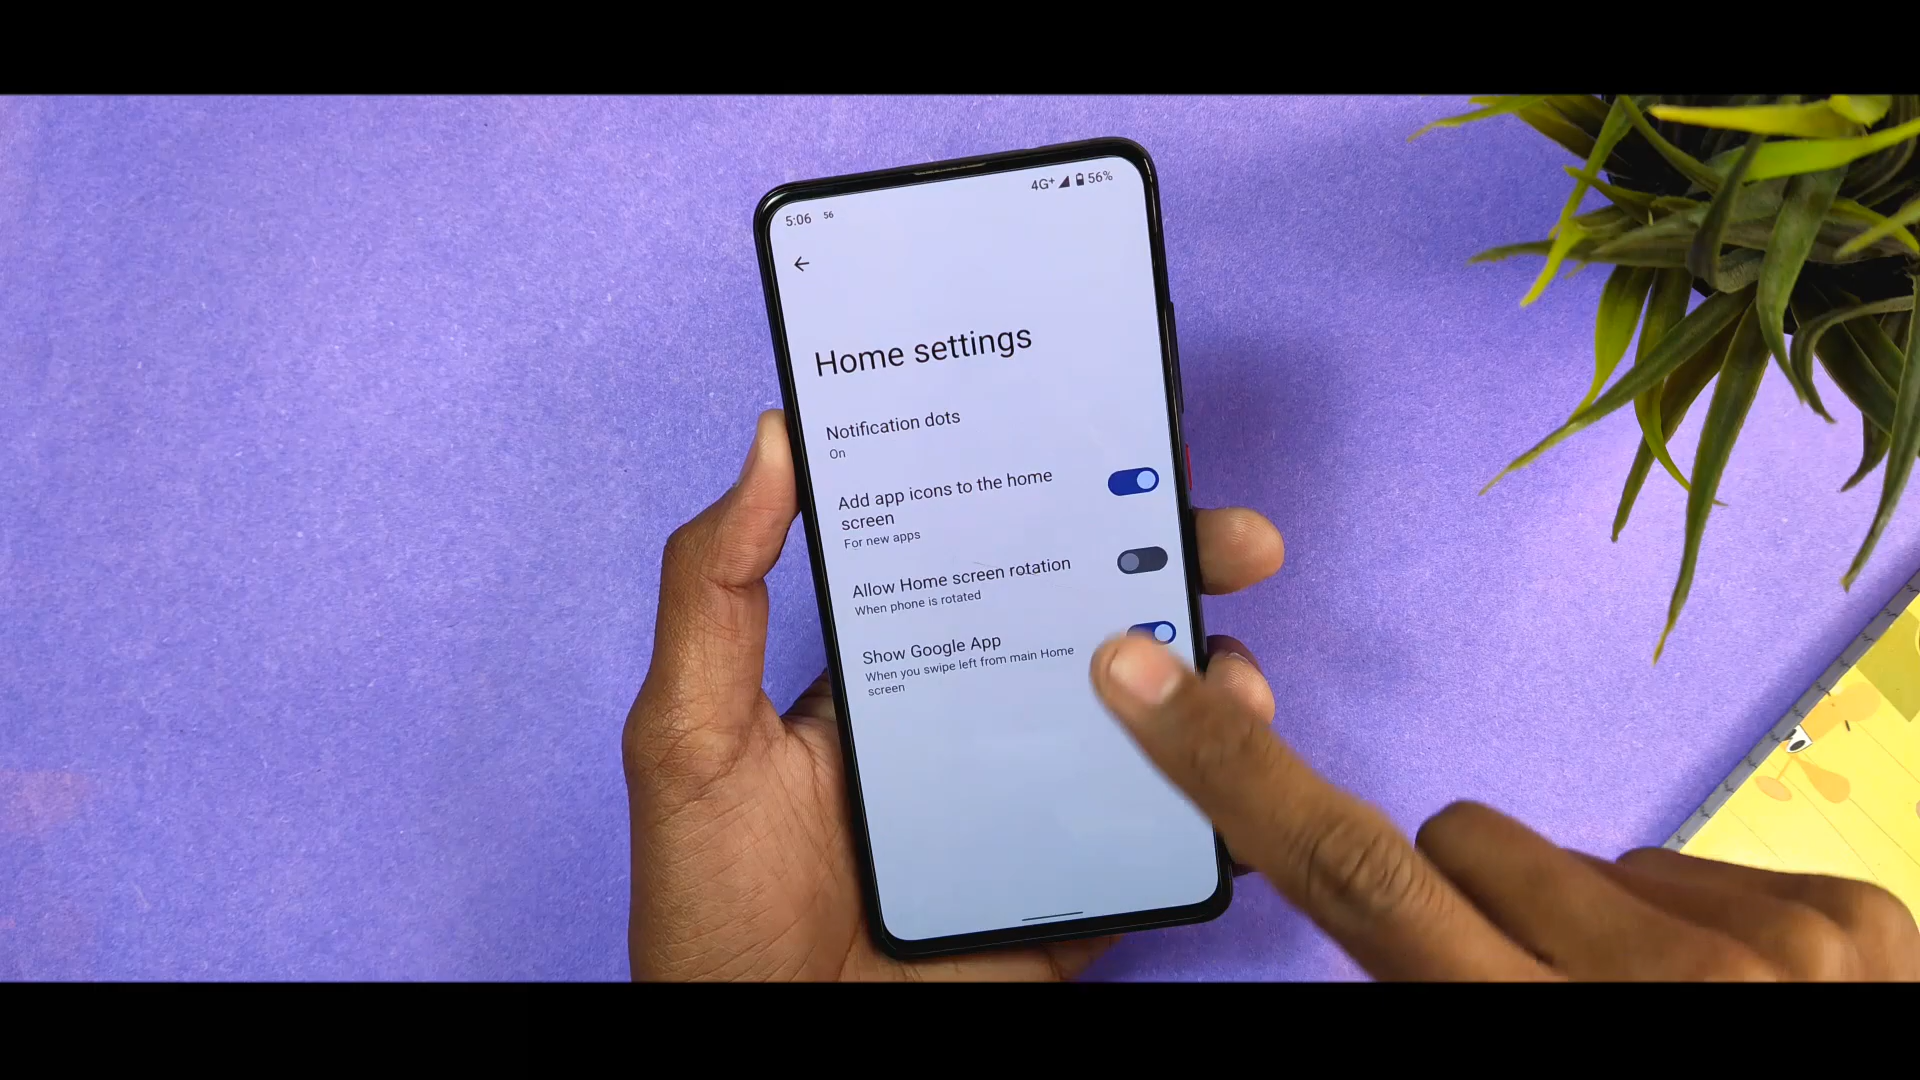 5:06 56 4G+ 56%
Home settings
Notification dots
On
Add app icons to the home
screen
For new apps
Allow Home screen rotation
When phone is rotated
Show Google App
When you swipe left from main Home
screen